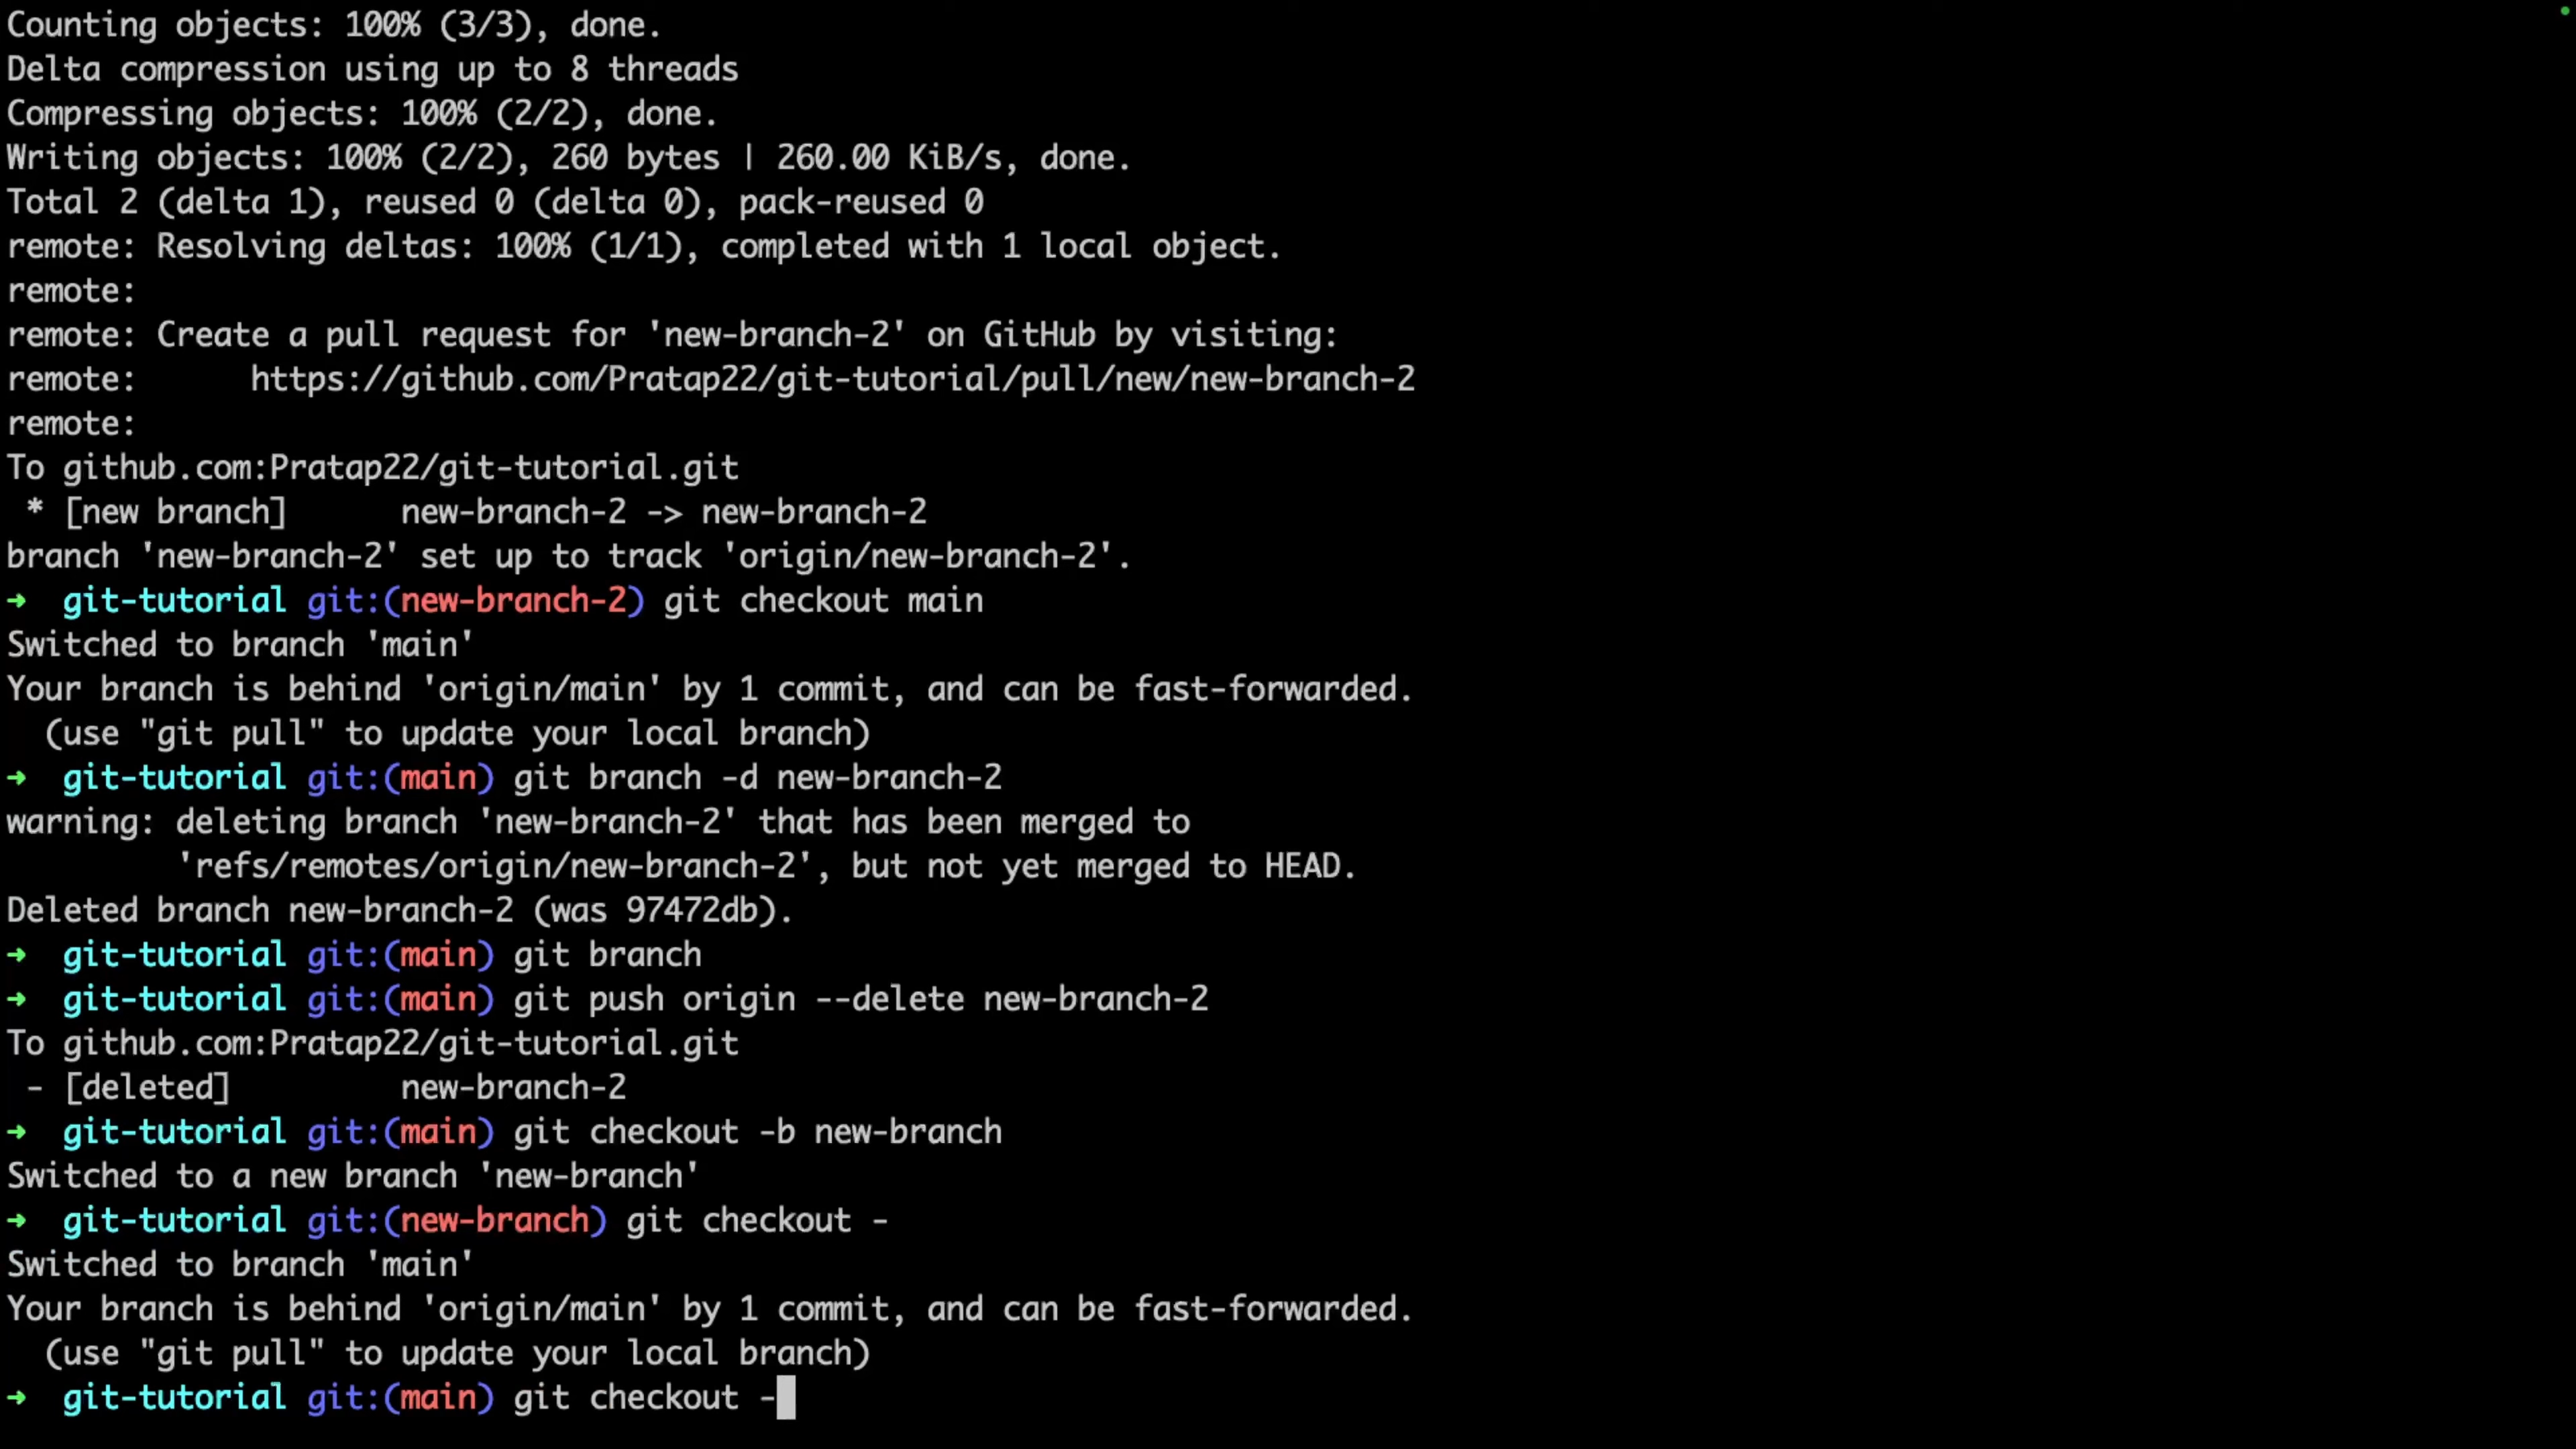 Counting objects: 100% (3/3), done.
Delta compression using up to 8 threads
Compressing objects: 100% (2/2), done.
Writing objects: 100% (2/2), 260 bytes | 260.00 KiB/s, done.
Total 2 (delta 1), reused 0 (delta 0), pack-reused 0
remote: Resolving deltas: 100% (1/1), completed with 1 local object.
remote:
remote: Create a pull request for 'new-branch-2' on GitHub by visiting:
remote:      https://github.com/Pratap22/git-tutorial/pull/new/new-branch-2
remote:
To github.com:Pratap22/git-tutorial.git
 * [new branch]      new-branch-2 -> new-branch-2
branch 'new-branch-2' set up to track 'origin/new-branch-2'.
➜  git-tutorial git:(new-branch-2) git checkout main
Switched to branch 'main'
Your branch is behind 'origin/main' by 1 commit, and can be fast-forwarded.
  (use "git pull" to update your local branch)
➜  git-tutorial git:(main) git branch -d new-branch-2
warning: deleting branch 'new-branch-2' that has been merged to
         'refs/remotes/origin/new-branch-2', but not yet merged to HEAD.
Deleted branch new-branch-2 (was 97472db).
➜  git-tutorial git:(main) git branch
➜  git-tutorial git:(main) git push origin --delete new-branch-2
To github.com:Pratap22/git-tutorial.git
 - [deleted]         new-branch-2
➜  git-tutorial git:(main) git checkout -b new-branch
Switched to a new branch 'new-branch'
➜  git-tutorial git:(new-branch) git checkout -
Switched to branch 'main'
Your branch is behind 'origin/main' by 1 commit, and can be fast-forwarded.
  (use "git pull" to update your local branch)
➜  git-tutorial git:(main) git checkout -